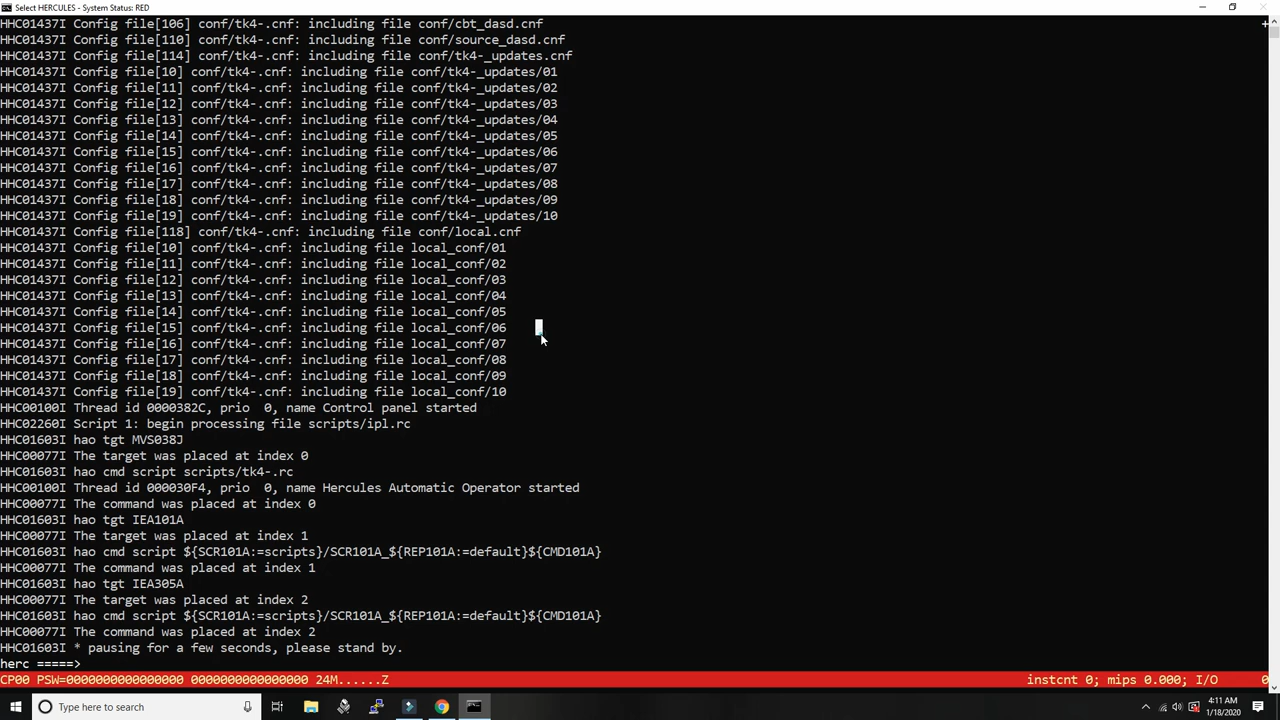 Select HERCULES - System Status: RED
HHC01437I Config file[106] conf/tk4-.cnf: including file conf/cbt_dasd.cnf
HHC01437I Config file[110] conf/tk4-.cnf: including file conf/source_dasd.cnf
HHC01437I Config file[114] conf/tk4-.cnf: including file conf/tk4-_updates.cnf
HHC01437I Config file[10] conf/tk4-.cnf: including file conf/tk4-_updates/01
HHC01437I Config file[11] conf/tk4-.cnf: including file conf/tk4-_updates/02
HHC01437I Config file[12] conf/tk4-.cnf: including file conf/tk4-_updates/03
HHC01437I Config file[13] conf/tk4-.cnf: including file conf/tk4-_updates/04
HHC01437I Config file[14] conf/tk4-.cnf: including file conf/tk4-_updates/05
HHC01437I Config file[15] conf/tk4-.cnf: including file conf/tk4-_updates/06
HHC01437I Config file[16] conf/tk4-.cnf: including file conf/tk4-_updates/07
HHC01437I Config file[17] conf/tk4-.cnf: including file conf/tk4-_updates/08
HHC01437I Config file[18] conf/tk4-.cnf: including file conf/tk4-_updates/09
HHC01437I Config file[19] conf/tk4-.cnf: including file conf/tk4-_updates/10
HHC01437I Config file[118] conf/tk4-.cnf: including file conf/local.cnf
HHC01437I Config file[10] conf/tk4-.cnf: including file local_conf/01
HHC01437I Config file[11] conf/tk4-.cnf: including file local_conf/02
HHC01437I Config file[12] conf/tk4-.cnf: including file local_conf/03
HHC01437I Config file[13] conf/tk4-.cnf: including file local_conf/04
HHC01437I Config file[14] conf/tk4-.cnf: including file local_conf/05
HHC01437I Config file[15] conf/tk4-.cnf: including file local_conf/06
HHC01437I Config file[16] conf/tk4-.cnf: including file local_conf/07
HHC01437I Config file[17] conf/tk4-.cnf: including file local_conf/08
HHC01437I Config file[18] conf/tk4-.cnf: including file local_conf/09
HHC01437I Config file[19] conf/tk4-.cnf: including file local_conf/10
HHC00100I Thread id 0000382C, prio  0, name Control panel started
HHC02260I Script 1: begin processing file scripts/ipl.rc
HHC01603I hao tgt MVS038J
HHC00077I The target was placed at index 0
HHC01603I hao cmd script scripts/tk4-.rc
HHC00100I Thread id 000030F4, prio  0, name Hercules Automatic Operator started
HHC00077I The command was placed at index 0
HHC01603I hao tgt IEA101A
HHC00077I The target was placed at index 1
HHC01603I hao cmd script ${SCR101A:=scripts}/SCR101A_${REP101A:=default}${CMD101A}
HHC00077I The command was placed at index 1
HHC01603I hao tgt IEA305A
HHC00077I The target was placed at index 2
HHC01603I hao cmd script ${SCR101A:=scripts}/SCR101A_${REP101A:=default}${CMD101A}
HHC00077I The command was placed at index 2
HHC01603I * pausing for a few seconds, please stand by.
herc =====>
CP00 PSW=0000000000000000 0000000000000000 24M......Z instcnt 0; mips 0.000; I/O 0
Type here to search
4:11 AM
1/18/2020